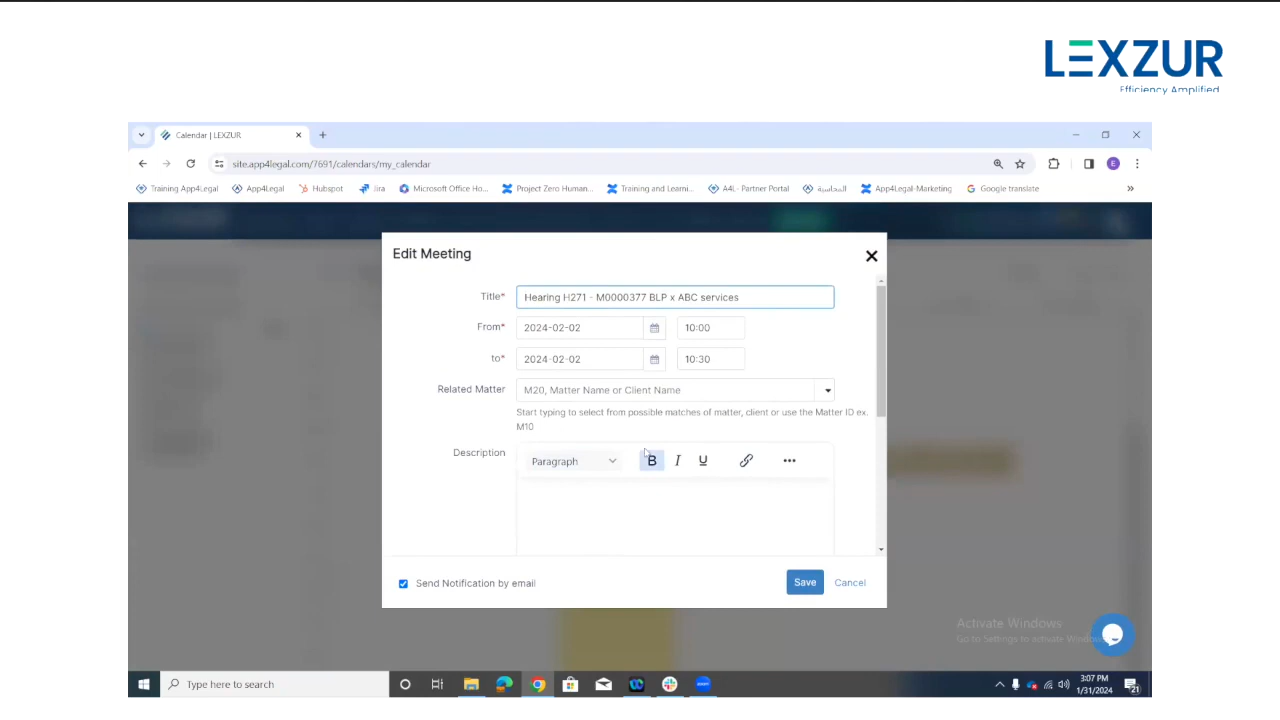 LEXZUR
Efficiency Amplified
Calendar | LEXZUR
site.app4legal.com/7691/calendars/my_calendar
E
Training App4Legal App4Legal Hubspot Jira Microsoft Office Ho... Project Zero Human... Training and Learni... A4L- Partner Portal المحاسبة App4Legal-Marketing Google translate »
Edit Meeting
Title* Hearing H271 - M0000377 BLP x ABC services
From* 2024-02-02 10:00
to* 2024-02-02 10:30
Related Matter M20, Matter Name or Client Name
Start typing to select from possible matches of matter, client or use the Matter ID ex.
M10
Description Paragraph B I U
Send Notification by email Save Cancel
Activate Windows
Go to Settings to activate Windows
Type here to search
3:07 PM
1/31/2024
21